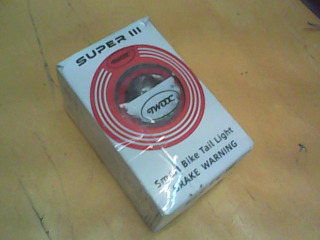 SUPER III
TWOOC
Smart Bike Tail Light
BRAKE WARNING